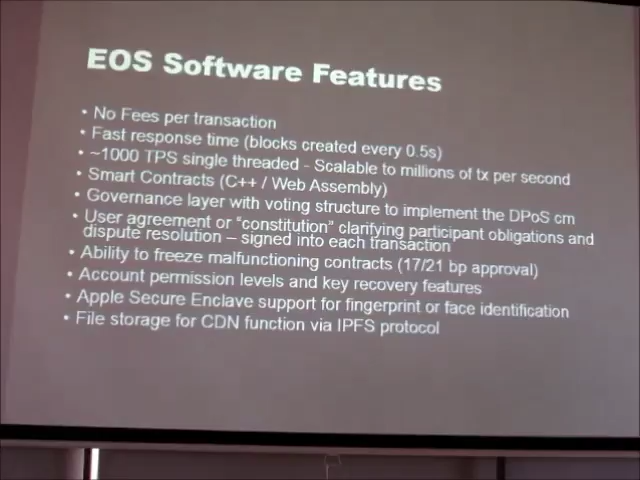 EOS Software Features
• No Fees per transaction
• Fast response time (blocks created every 0.5s)
• ~1000 TPS single threaded - Scalable to millions of tx per second
• Smart Contracts (C++ / Web Assembly)
• Governance layer with voting structure to implement the DPoS cm
• User agreement or "constitution" clarifying participant obligations and
dispute resolution – signed into each transaction
• Ability to freeze malfunctioning contracts (17/21 bp approval)
• Account permission levels and key recovery features
• Apple Secure Enclave support for fingerprint or face identification
• File storage for CDN function via IPFS protocol